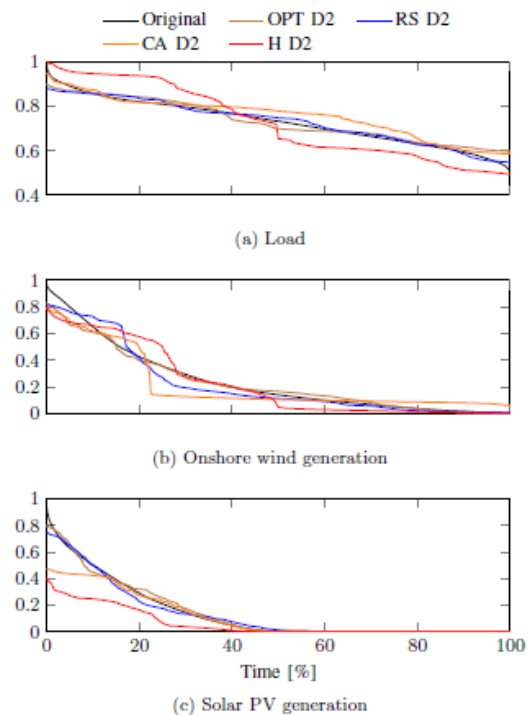 Original OPT D2 RS D2
CA D2 H D2
1
0.8
0.6
0.4
(a) Load
1
0.8
0.6
0.4
0.2
0
(b) Onshore wind generation
1
0.8
0.6
0.4
0.2
0
0 20 40 60 80 100
Time [%]
(c) Solar PV generation